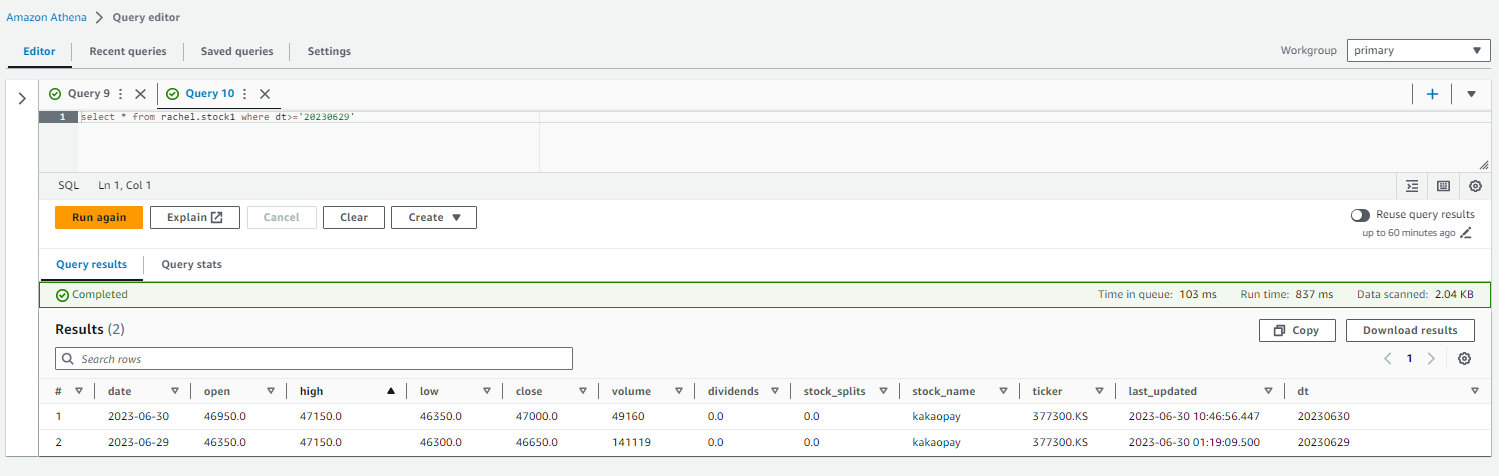 Amazon Athena > Query editor
Editor Recent queries Saved queries Settings Workgroup primary
Query 9 Query 10
1 select * from rachel.stock1 where dt>='20230629'
SQL Ln 1, Col 1
Run again Explain Cancel Clear Create Reuse query results
up to 60 minutes ago
Query results Query stats
Completed Time in queue: 103 ms Run time: 837 ms Data scanned: 2.04 KB
Results (2) Copy Download results
Search rows 1
# date open high low close volume dividends stock_splits stock_name ticker last_updated dt
1 2023-06-30 46950.0 47150.0 46350.0 47000.0 49160 0.0 0.0 kakaopay 377300.KS 2023-06-30 10:46:56.447 20230630
2 2023-06-29 46350.0 47150.0 46300.0 46650.0 141119 0.0 0.0 kakaopay 377300.KS 2023-06-30 01:19:09.500 20230629